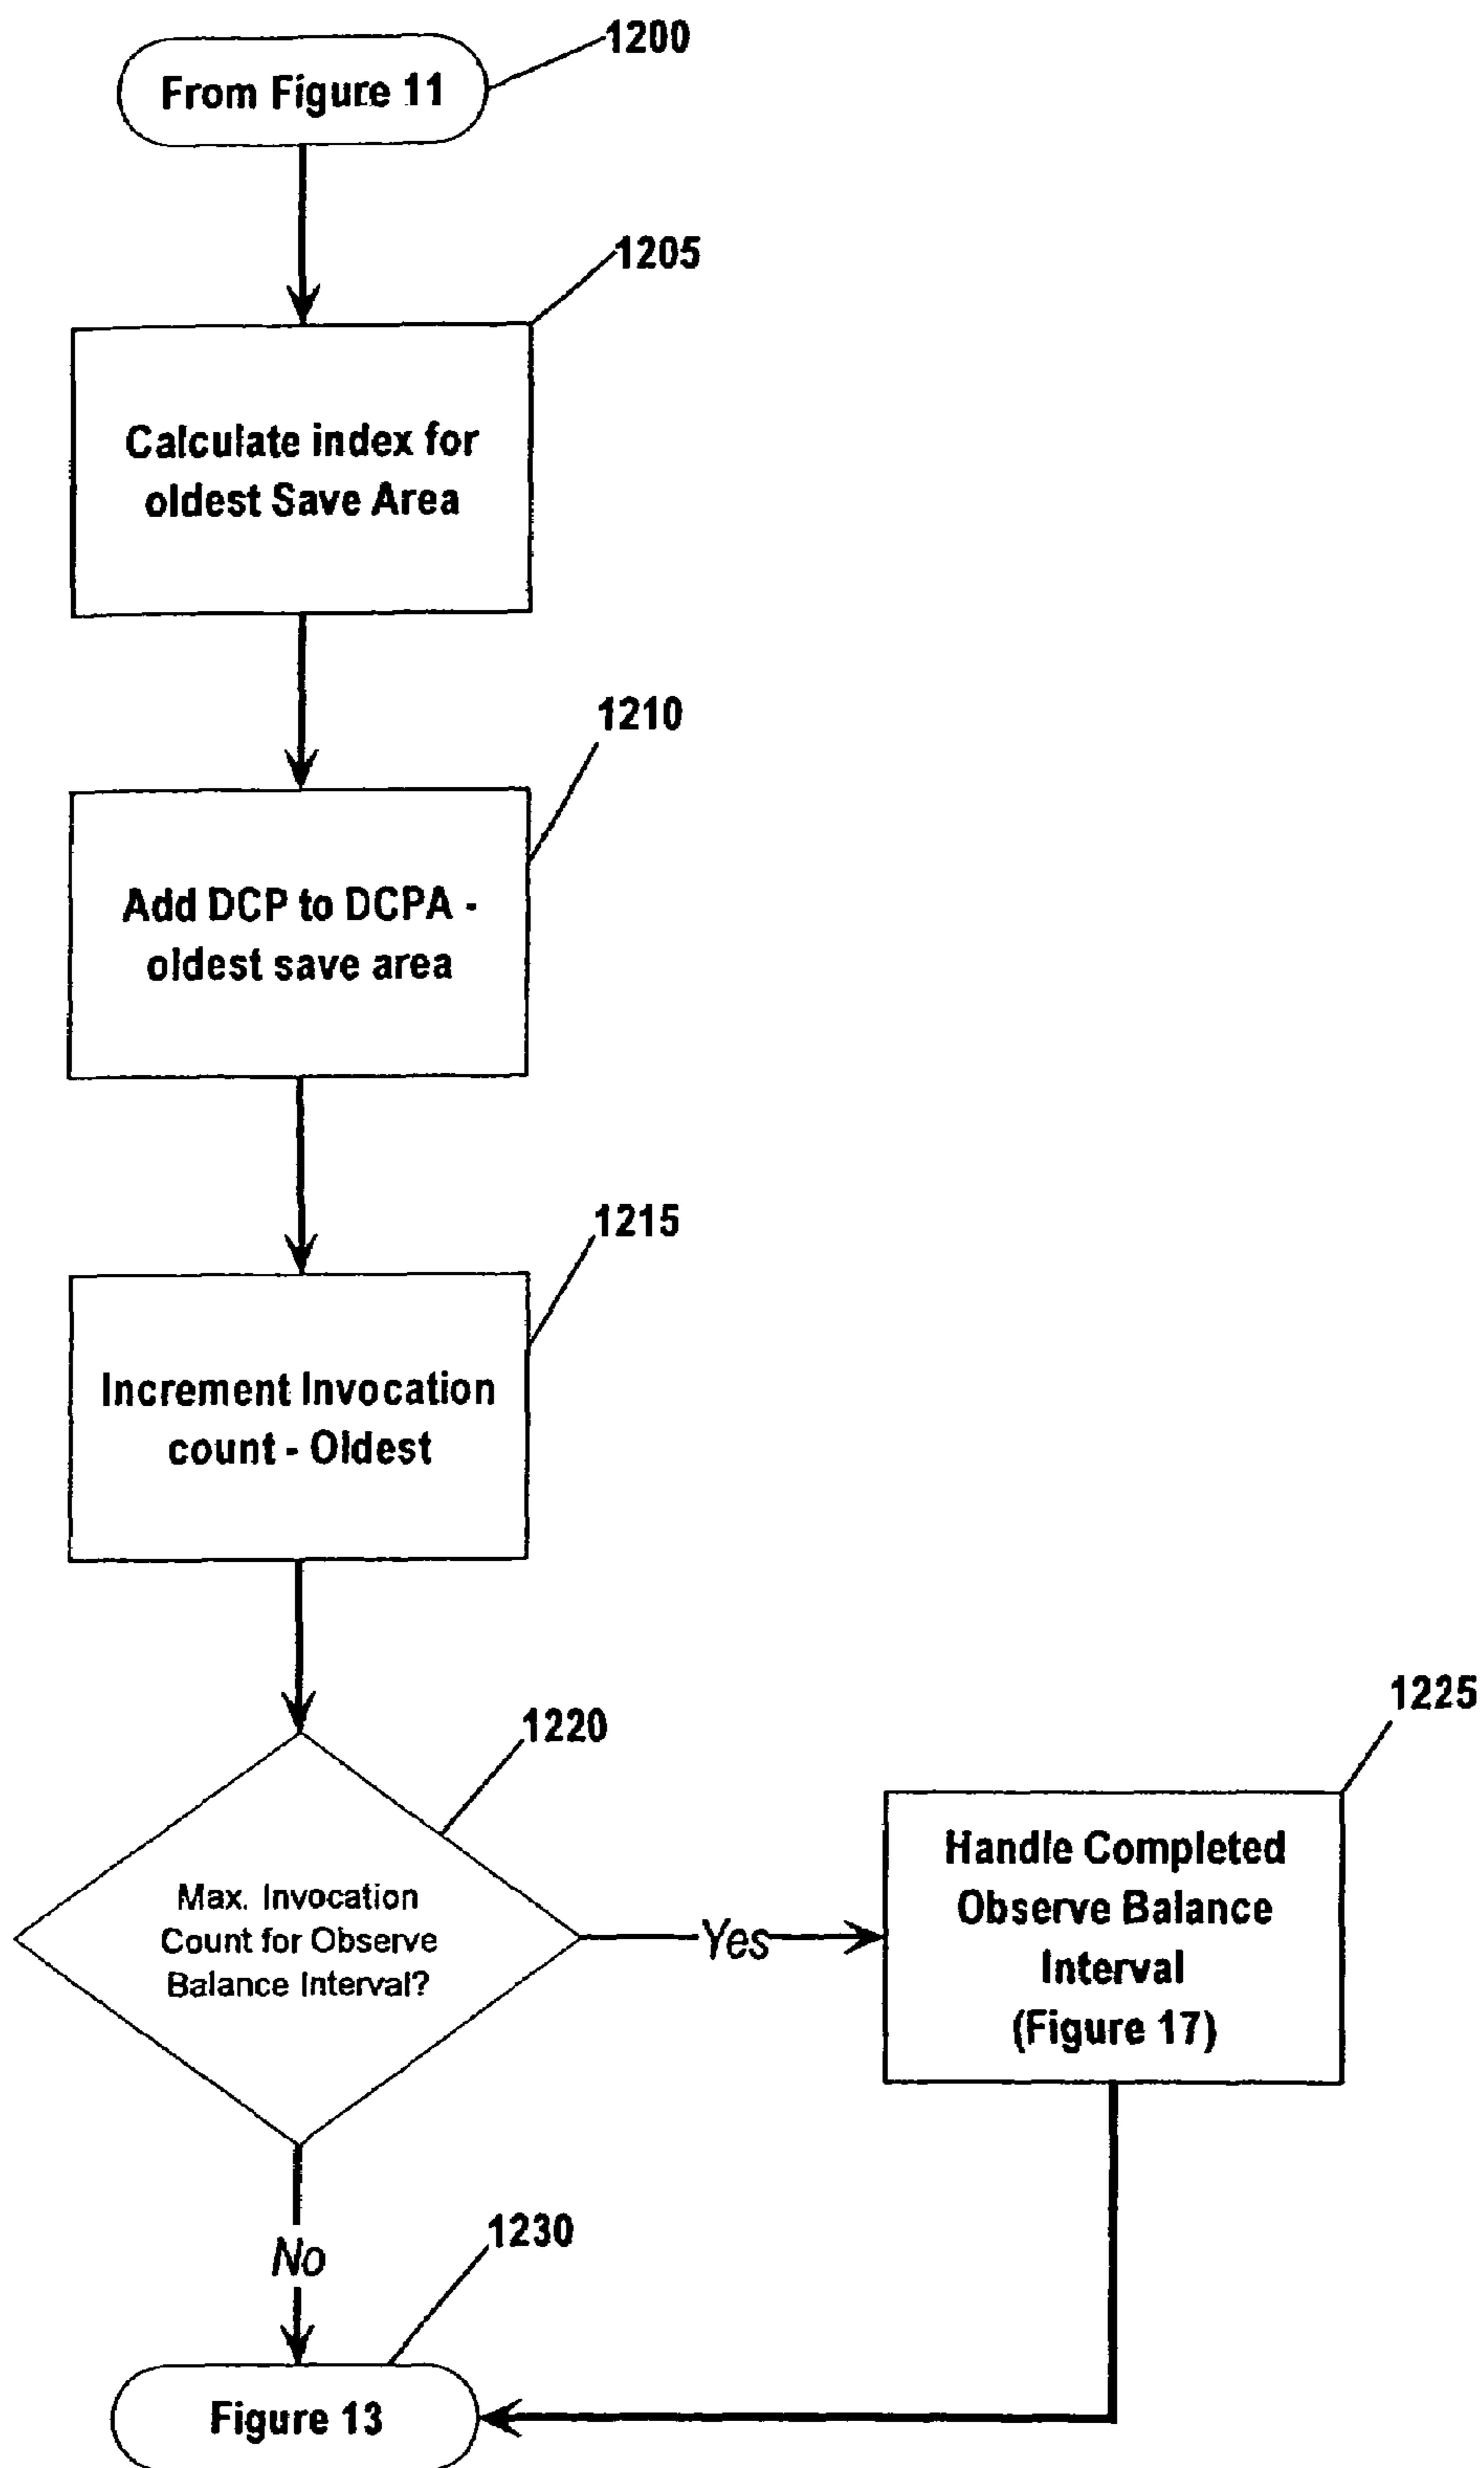 1200
From Figure 11
1205
Calculate index for
oldest Save Area
1210
Add DCP to DCPA -
oldest save area
1215
Increment Invocation
count - Oldest
1220
Max. Invocation
Count for Observe
Balance Interval?
Yes
1225
Handle Completed
Observe Balance
Interval
(Figure 17)
No
1230
Figure 13